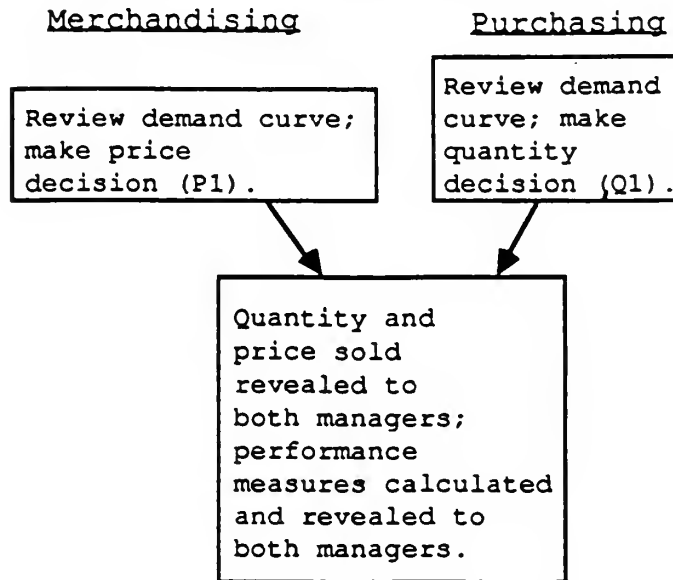 Merchandising
Purchasing
Review demand curve;
make price
decision (P1).
Review demand
curve; make
quantity
decision (Q1).
Quantity and
price sold
revealed to
both managers;
performance
measures calculated
and revealed to
both managers.